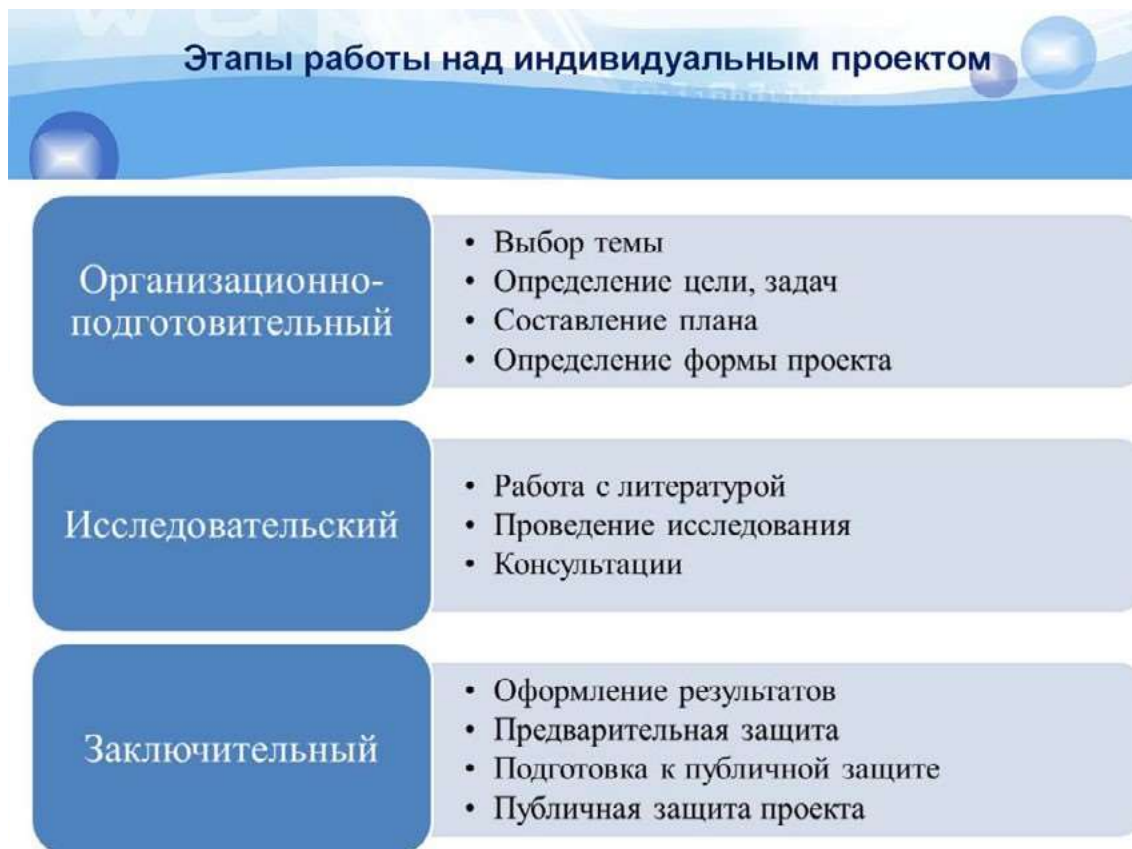 Этапы работы над индивидуальным проектом
Организационно-
подготовительный
• Выбор темы
• Определение цели, задач
• Составление плана
• Определение формы проекта
Исследовательский
• Работа с литературой
• Проведение исследования
• Консультации
Заключительный
• Оформление результатов
• Предварительная защита
• Подготовка к публичной защите
• Публичная защита проекта